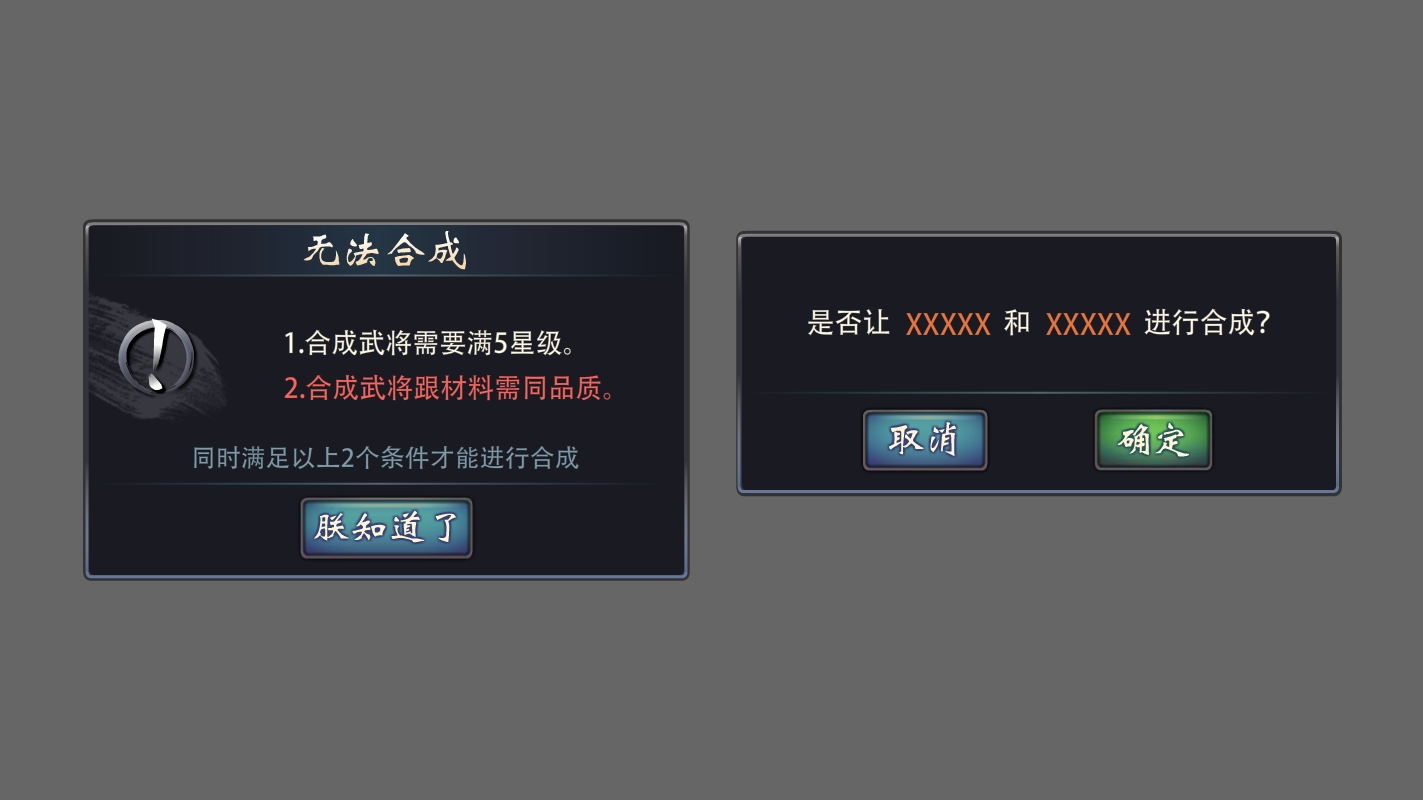 无法合成
1.合成武将需要满5星级。
2.合成武将跟材料需同品质。
同时满足以上2个条件才能进行合成
朕知道了
是否让 XXXXX 和 XXXXX 进行合成?
取消 确定